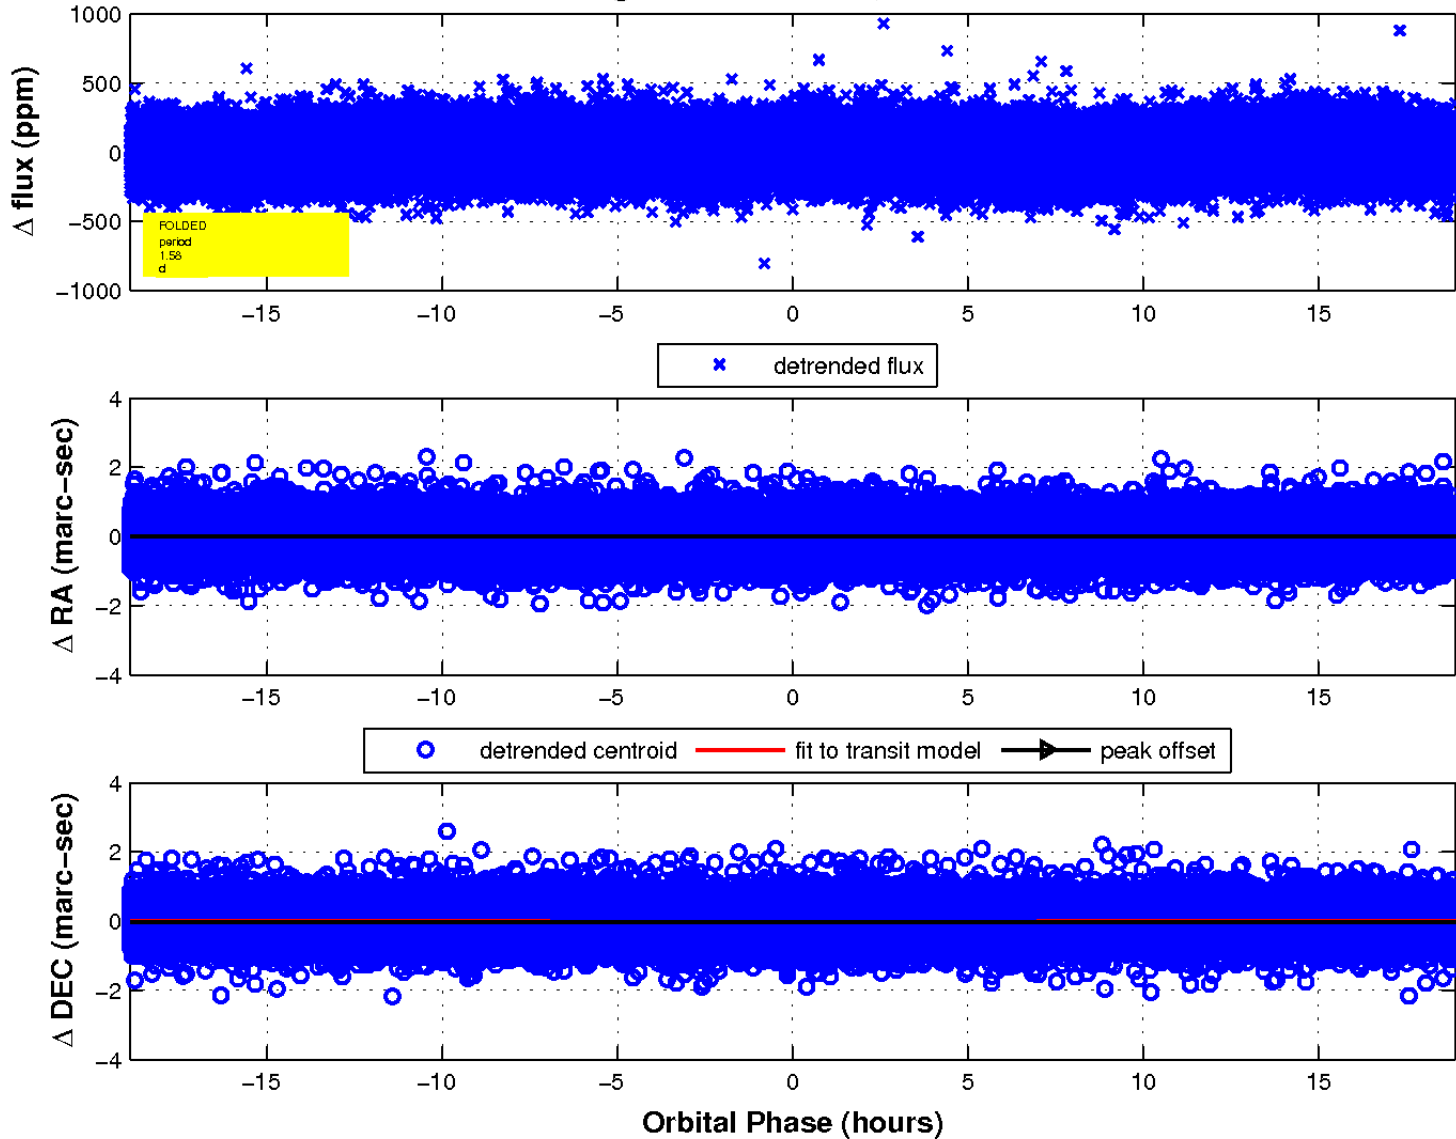 1000
500
0
−500
−1000
Δ flux (ppm)
FOLDED
period
1.58
d
−15 −10 −5 0 5 10 15
detrended flux
4
2
0
−2
−4
Δ RA (marc−sec)
−15 −10 −5 0 5 10 15
detrended centroid fit to transit model peak offset
4
2
0
−2
−4
Δ DEC (marc−sec)
−15 −10 −5 0 5 10 15
Orbital Phase (hours)